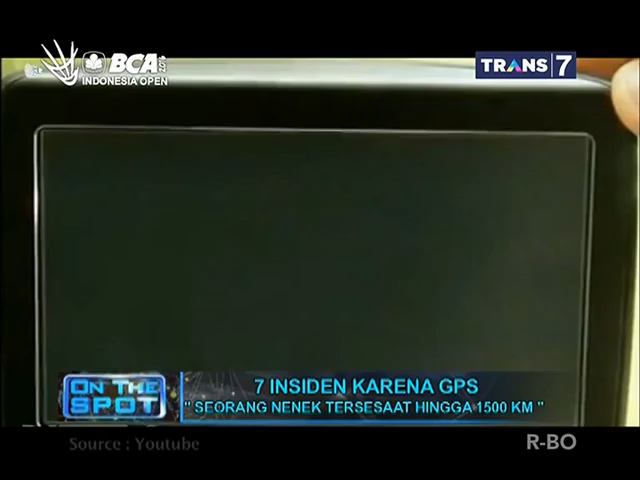 BCA
INDONESIA OPEN
TRANS 7
ON THE SPOT
7 INSIDEN KARENA GPS
" SEORANG NENEK TERSESAAT HINGGA 1500 KM "
Source : Youtube
R-BO